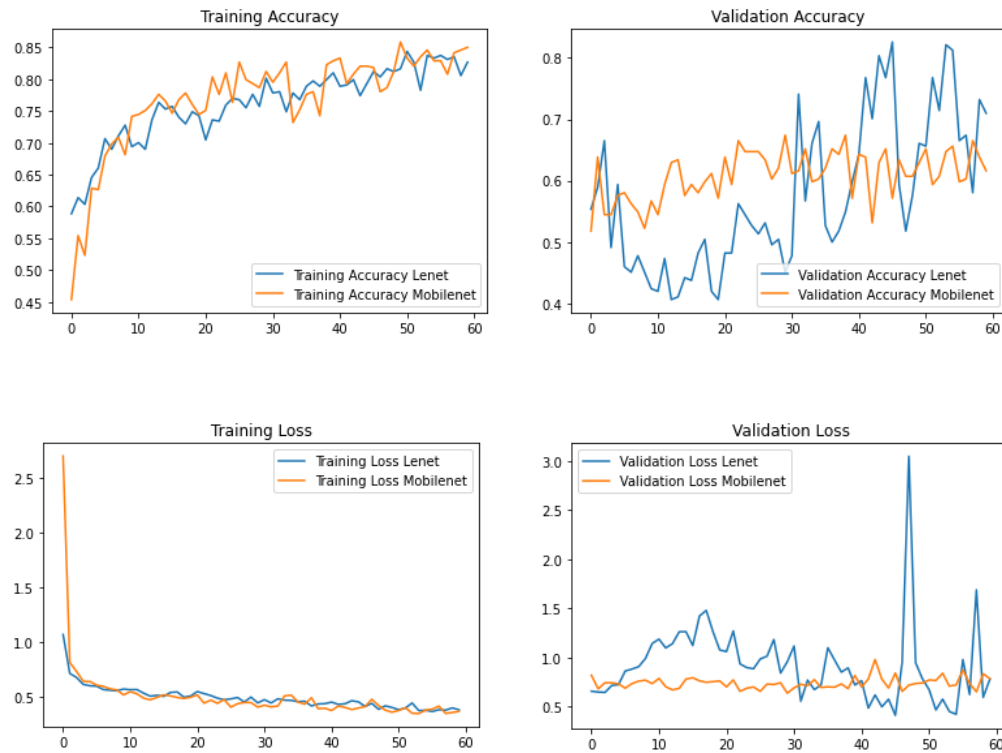 Training Accuracy
0.85
0.80
0.75
0.70
0.65
0.60
0.55
0.50
0.45
Training Accuracy Lenet
Training Accuracy Mobilenet
0 10 20 30 40 50 60
Validation Accuracy
0.8
0.7
0.6
0.5
0.4
Validation Accuracy Lenet
Validation Accuracy Mobilenet
0 10 20 30 40 50 60
Training Loss
Training Loss Lenet
Training Loss Mobilenet
2.5
2.0
1.5
1.0
0.5
0 10 20 30 40 50 60
Validation Loss
Validation Loss Lenet
Validation Loss Mobilenet
3.0
2.5
2.0
1.5
1.0
0.5
0 10 20 30 40 50 60